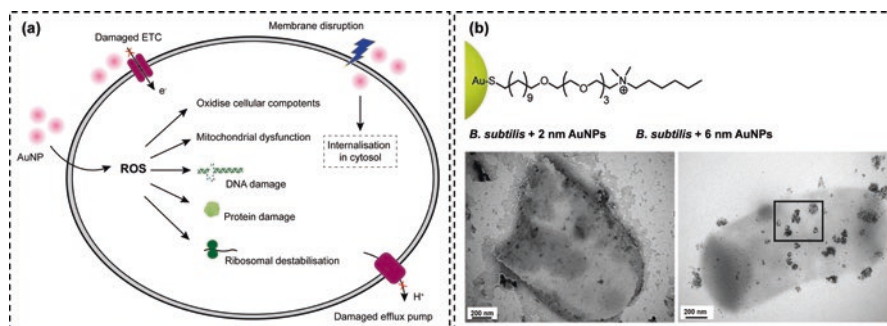 (a)
Membrane disruption
Damaged ETC
e-
Oxidise cellular compotents
Mitochondrial dysfunction
Internalisation
in cytosol
AuNP
ROS
DNA damage
Protein damage
Ribosomal destabilisation
H+
Damaged efflux pump
(b)
Au-S
O
9
O
3
N
⊕
B. subtilis + 2 nm AuNPs
B. subtilis + 6 nm AuNPs
200 nm
200 nm